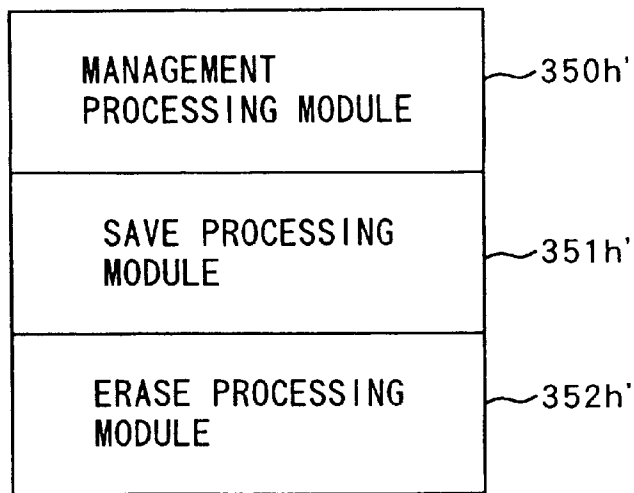 MANAGEMENT
PROCESSING MODULE
350h'
SAVE PROCESSING
MODULE
351h'
ERASE PROCESSING
MODULE
352h'